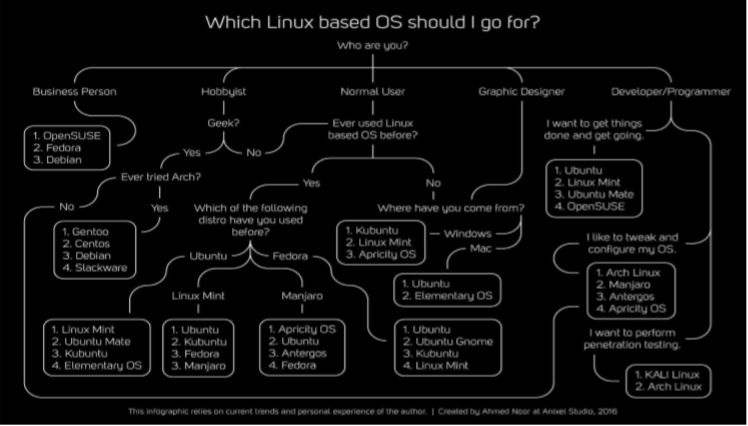 Which Linux based OS should I go for?
Who are you?
Business Person
Hobbyist
Normal User
Graphic Designer
Developer/Programmer
1. OpenSUSE
2. Fedora
3. Debian
Geek?
Yes
No
Ever used Linux
based OS before?
I want to get things
done and get going.
Ever tried Arch?
No
Yes
1. Gentoo
2. Centos
3. Debian
4. Slackware
Yes
No
Which of the following
distro have you used
before?
Where have you come from?
Windows
Mac
1. Kubuntu
2. Linux Mint
3. Apricity OS
1. Ubuntu
2. Elementary OS
1. Ubuntu
2. Linux Mint
3. Ubuntu Mate
4. OpenSUSE
I like to tweak and
configure my OS.
1. Arch Linux
2. Manjaro
3. Antergos
4. Apricity OS
Ubuntu
Fedora
Linux Mint
Manjaro
1. Linux Mint
2. Ubuntu Mate
3. Kubuntu
4. Elementary OS
1. Ubuntu
2. Kubuntu
3. Fedora
3. Manjaro
1. Apricity OS
2. Ubuntu
3. Antergos
4. Fedora
1. Ubuntu
2. Ubuntu Gnome
3. Kubuntu
4. Linux Mint
I want to perform
penetration testing.
1. KALI Linux
2. Arch Linux
This infographic relies on current trends and personal experience of the author. | Created by Ahmed Noor at Anixel Studio, 2016